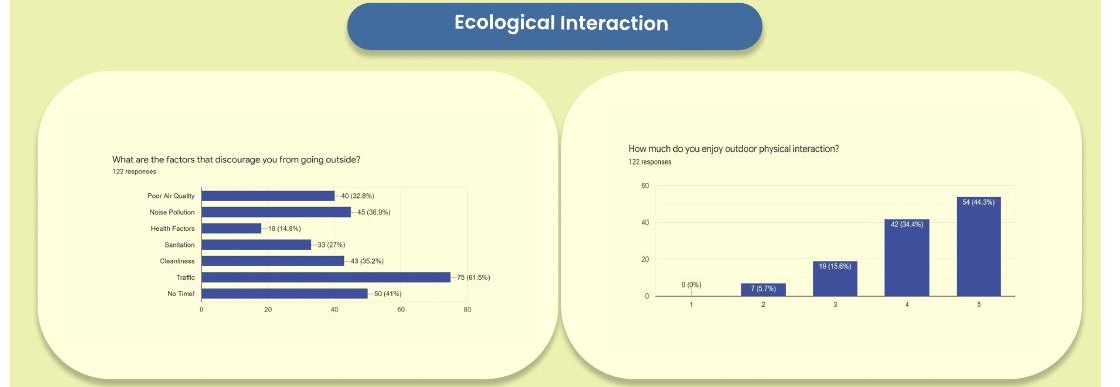 Ecological Interaction
What are the factors that discourage you from going outside?
122 responses
Poor Air Quality
40 (32.8%)
Noise Pollution
45 (36.9%)
Health Factors
18 (14.8%)
Sanitation
33 (27%)
Cleanliness
43 (35.2%)
Traffic
75 (61.5%)
No Time!
50 (41%)
0 20 40 60 80
How much do you enjoy outdoor physical interaction?
122 responses
60
40
20
0
0 (0%)
7 (5.7%)
19 (15.6%)
42 (34.4%)
54 (44.3%)
1 2 3 4 5